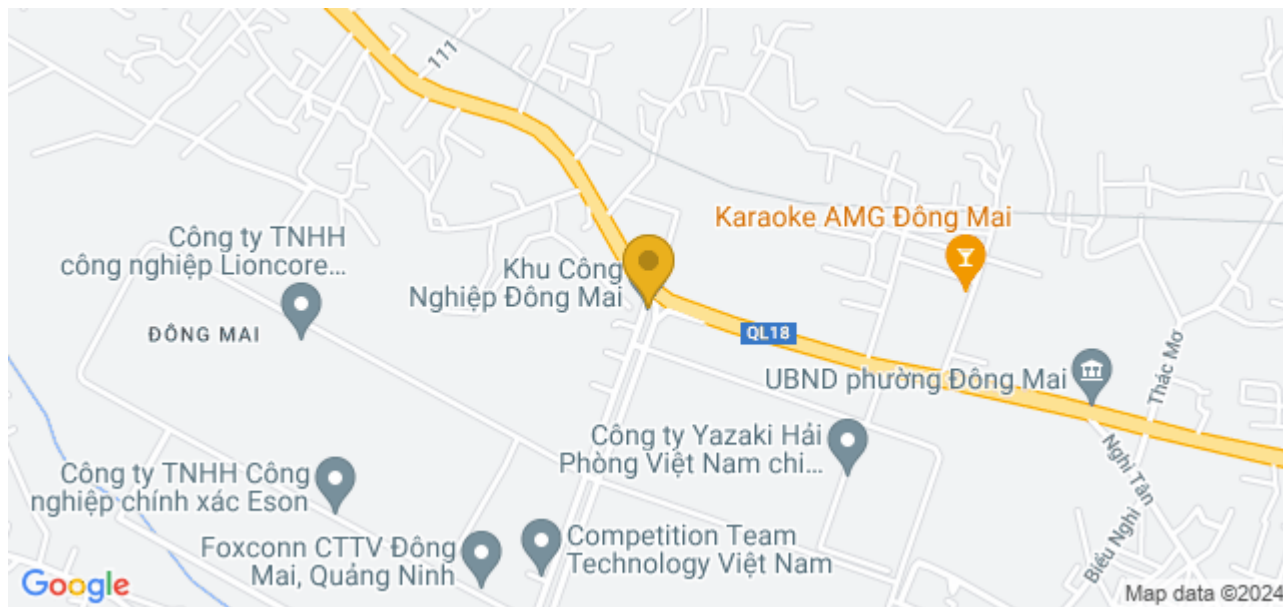 111
Karaoke AMG Đông Mai
Công ty TNHH
công nghiệp Lioncore...
Khu Công
Nghiệp Đông Mai
ĐÔNG MAI
QL18
UBND phường Đông Mai
Thác Mơ
Công ty Yazaki Hải
Phòng Việt Nam chi...
Nghi Tân
Công ty TNHH Công
nghiệp chính xác Eson
Biểu Nghi
Foxconn CTTV Đông
Mai, Quảng Ninh
Competition Team
Technology Việt Nam
Google
Map data ©2024